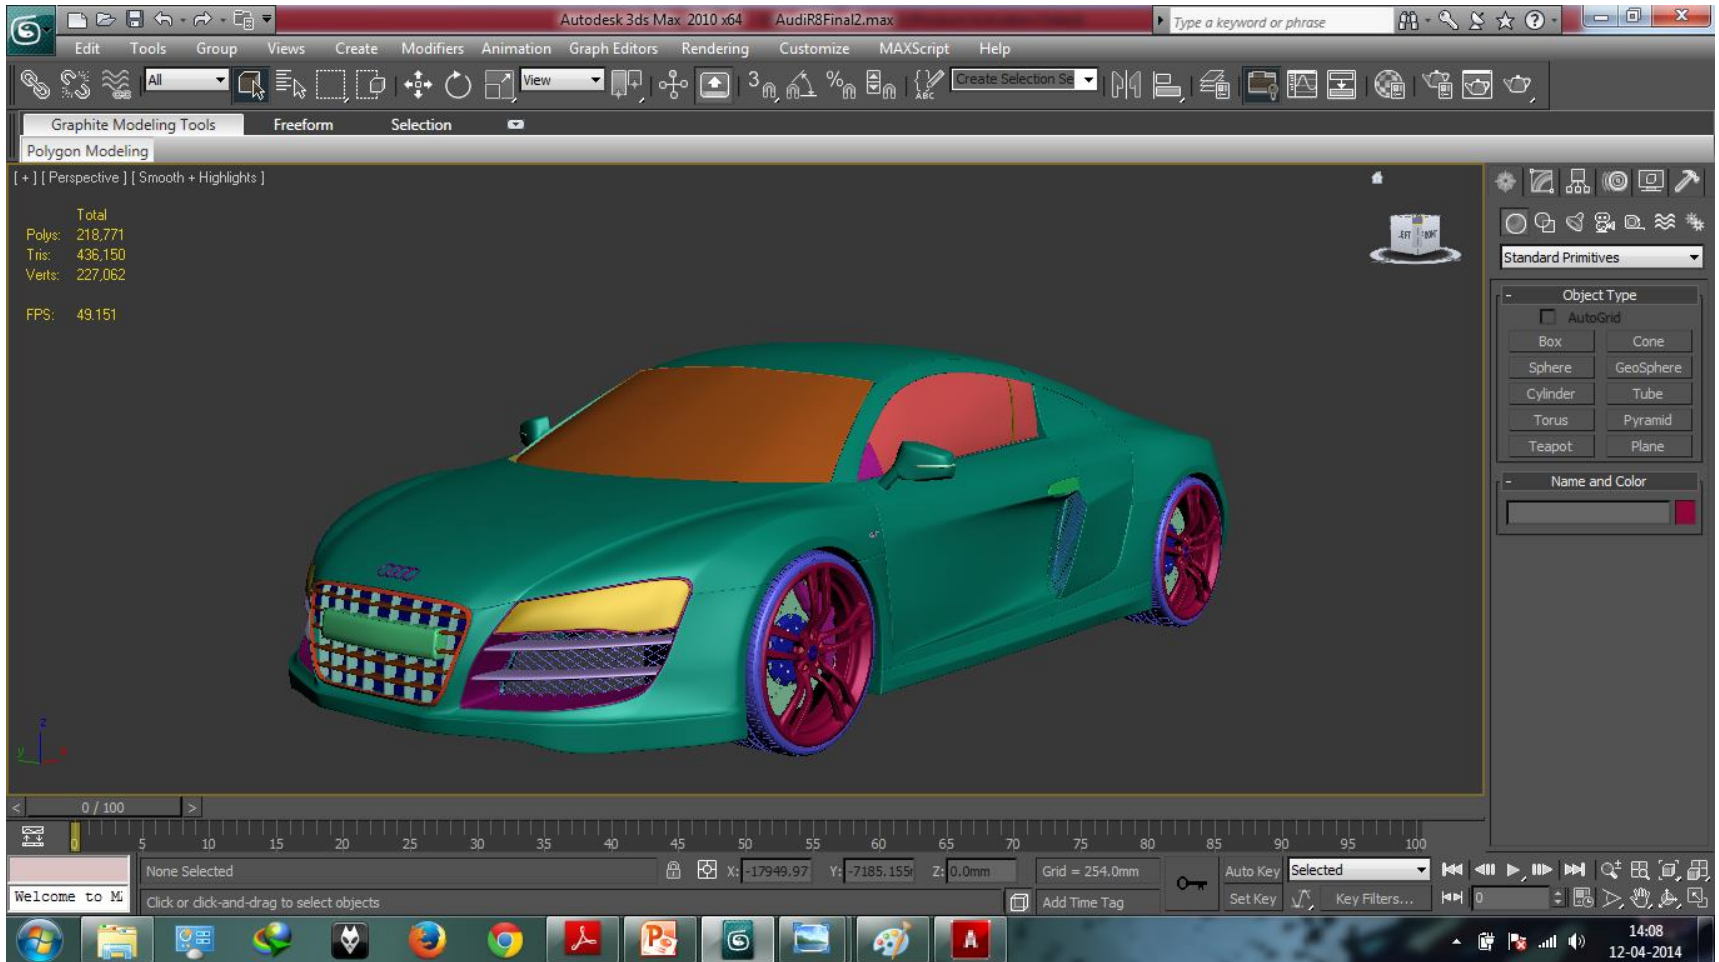 Autodesk 3ds Max 2010 x64 AudiR8Final2.max
Type a keyword or phrase
Edit Tools Group Views Create Modifiers Animation Graph Editors Rendering Customize MAXScript Help
All
View
3
%
ABC
Create Selection Se
Graphite Modeling Tools Freeform Selection
Polygon Modeling
[ + ] [ Perspective ] [ Smooth + Highlights ]
Total
Polys: 218,771
Tris: 436,150
Verts: 227,062
FPS: 49.151
FRONT
Standard Primitives
- Object Type
AutoGrid
Box Cone
Sphere GeoSphere
Cylinder Tube
Torus Pyramid
Teapot Plane
- Name and Color
z
y x
< 0 / 100 >
0 5 10 15 20 25 30 35 40 45 50 55 60 65 70 75 80 85 90 95 100
None Selected X: -17949.97 Y: -7185.155r Z: 0.0mm Grid = 254.0mm Auto Key Selected
Welcome to M Click or click-and-drag to select objects Add Time Tag Set Key Key Filters... 0
14:08
12-04-2014